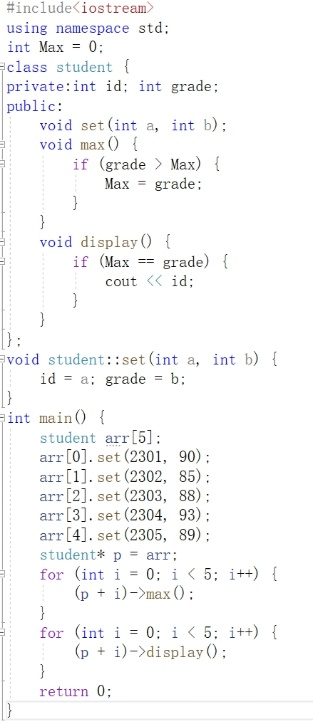 #include<iostream>
using namespace std;
int Max = 0;
class student {
private:int id; int grade;
public:
    void set(int a, int b);
    void max() {
        if (grade > Max) {
            Max = grade;
        }
    }
    void display() {
        if (Max == grade) {
            cout << id;
        }
    }
};
void student::set(int a, int b) {
    id = a; grade = b;
}
int main() {
    student arr[5];
    arr[0].set(2301, 90);
    arr[1].set(2302, 85);
    arr[2].set(2303, 88);
    arr[3].set(2304, 93);
    arr[4].set(2305, 89);
    student* p = arr;
    for (int i = 0; i < 5; i++) {
        (p + i)->max();
    }
    for (int i = 0; i < 5; i++) {
        (p + i)->display();
    }
    return 0;
}